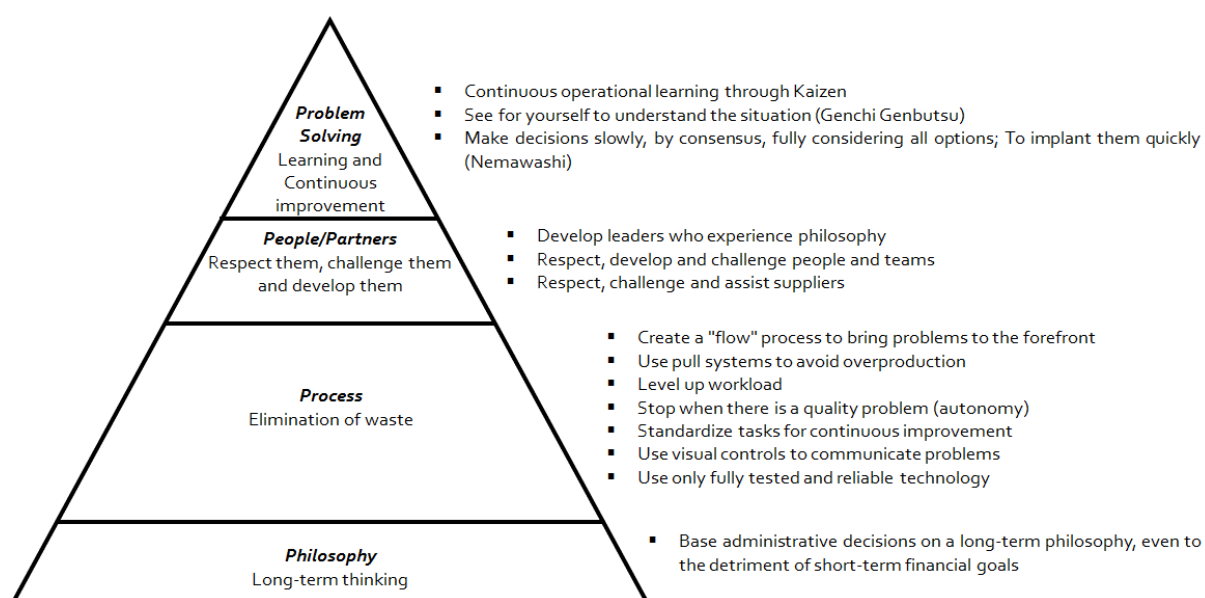 Problem
Solving
Learning and
Continuous
improvement
▪ Continuous operational learning through Kaizen
▪ See for yourself to understand the situation (Genchi Genbutsu)
▪ Make decisions slowly, by consensus, fully considering all options; To implant them quickly
(Nemawashi)
People/Partners
Respect them, challenge them
and develop them
▪ Develop leaders who experience philosophy
▪ Respect, develop and challenge people and teams
▪ Respect, challenge and assist suppliers
Process
Elimination of waste
▪ Create a "flow" process to bring problems to the forefront
▪ Use pull systems to avoid overproduction
▪ Level up workload
▪ Stop when there is a quality problem (autonomy)
▪ Standardize tasks for continuous improvement
▪ Use visual controls to communicate problems
▪ Use only fully tested and reliable technology
Philosophy
Long-term thinking
▪ Base administrative decisions on a long-term philosophy, even to
the detriment of short-term financial goals